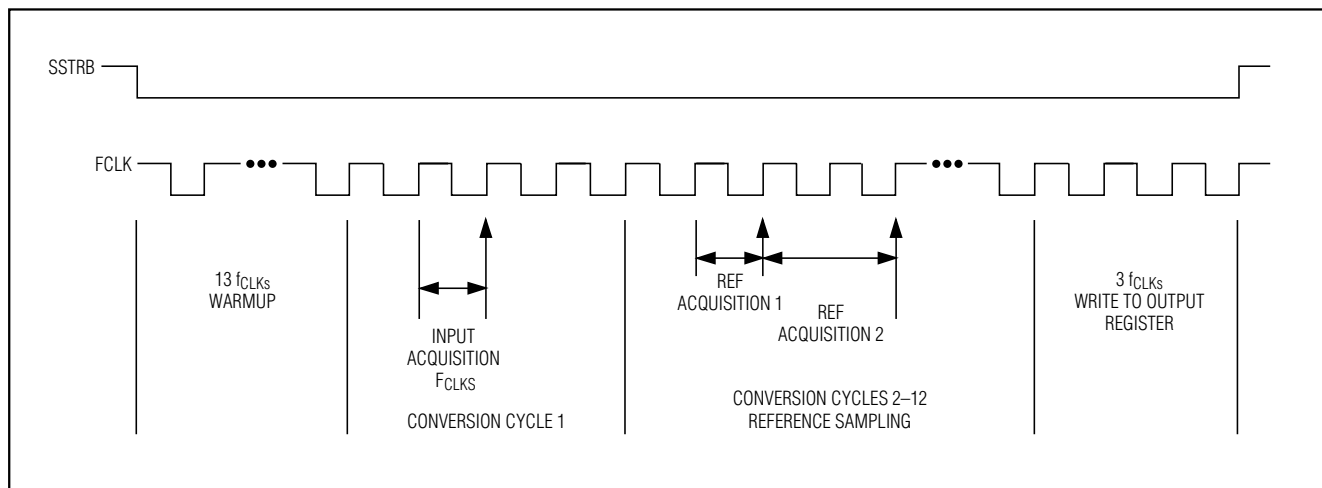 SSTRB
FCLK
13 fCLKs
WARMUP
INPUT
ACQUISITION
FCLKS
CONVERSION CYCLE 1
REF
ACQUISITION 1
REF
ACQUISITION 2
CONVERSION CYCLES 2–12
REFERENCE SAMPLING
3 fCLKs
WRITE TO OUTPUT
REGISTER